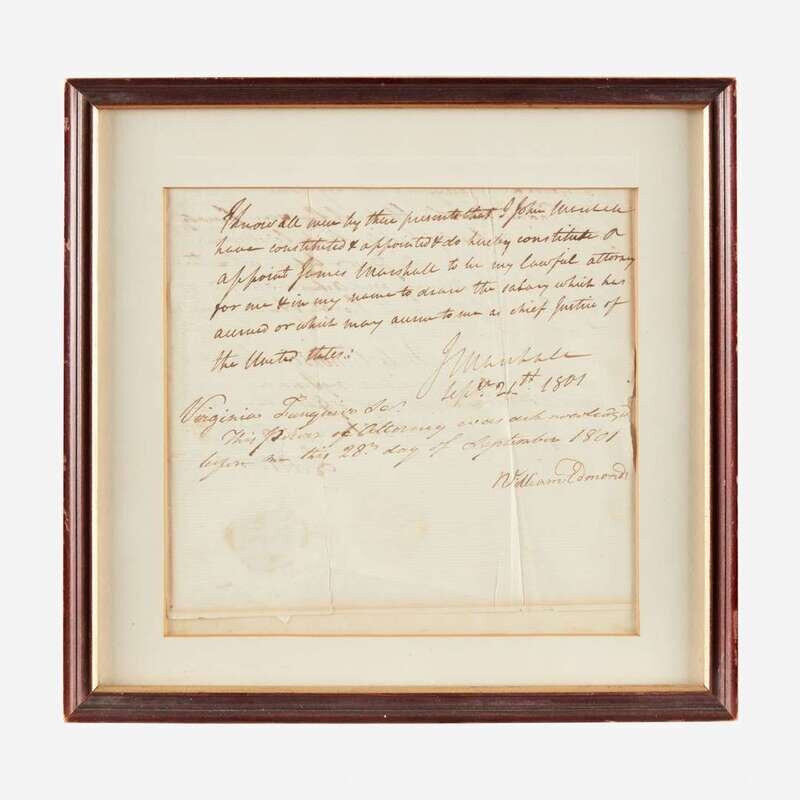 Know all men by these presents that I John Marshall
have constituted & appointed & do hereby constitute &
appoint James Marshall to be my lawful attorney
for me & in my name to draw the salary which has
accrued or which may accrue to me as chief Justice of
the United States.
J Marshall
Sepr. 21st. 1801
Virginia Fauquier Sc.
This Power of Attorney was acknowledged
before me this 28th day of September 1801
William Edmonds